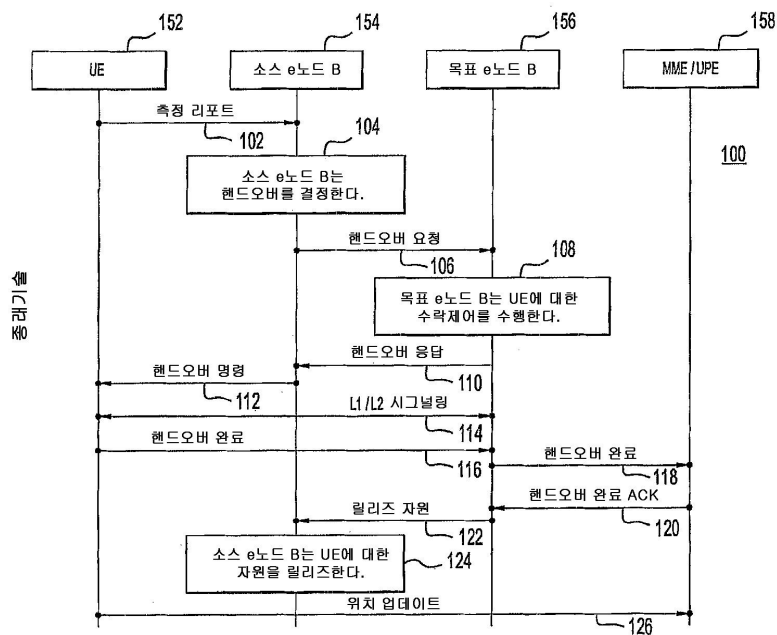 152
154
156
158
UE
소스 e노드 B
목표 e노드 B
MME/UPE
측정 리포트
102
104
100
소스 e노드 B는
핸드오버를 결정한다.
핸드오버 요청
106
108
목표 e노드 B는 UE에 대한
수락제어를 수행한다.
종래기술
핸드오버 응답
110
핸드오버 명령
112
L1/L2 시그널링
114
핸드오버 완료
116
핸드오버 완료
118
핸드오버 완료 ACK
120
릴리즈 자원
122
소스 e노드 B는 UE에 대한
자원을 릴리즈한다.
124
위치 업데이트
126